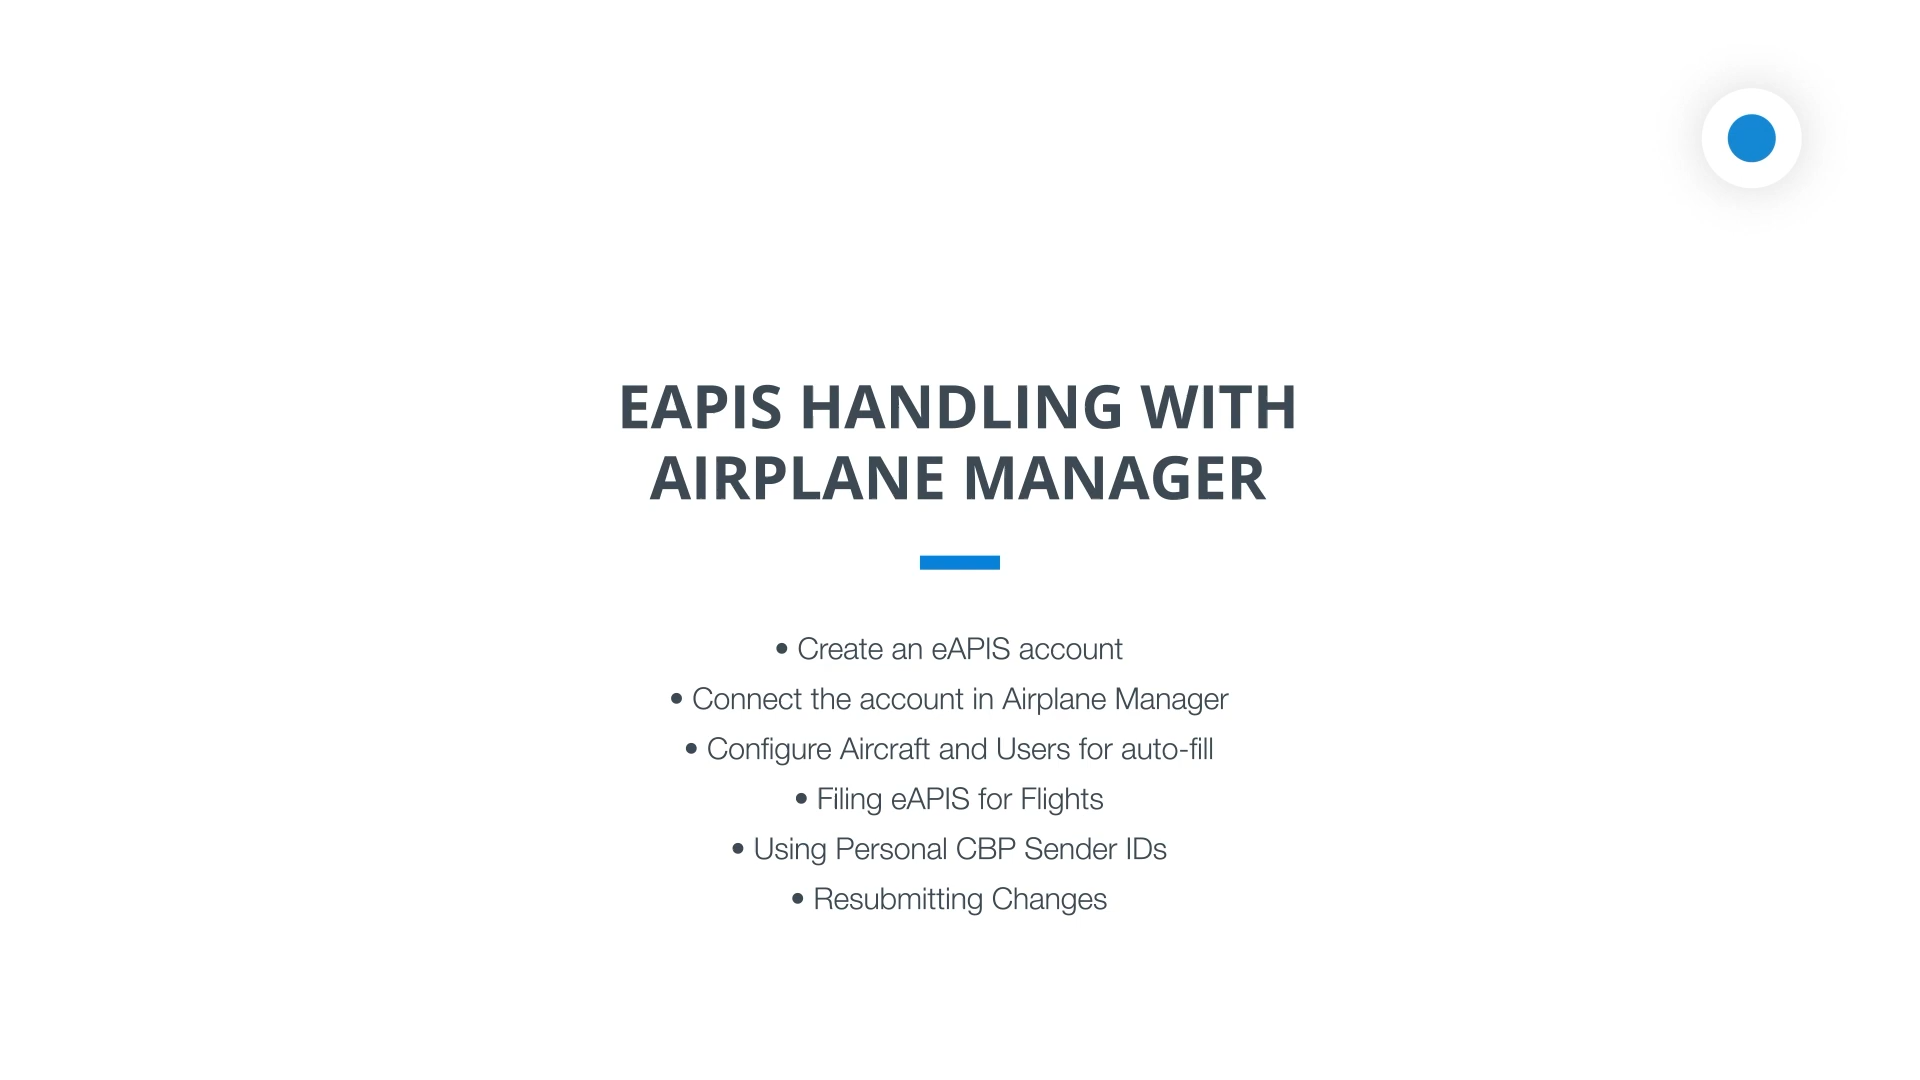 EAPIS HANDLING WITH
AIRPLANE MANAGER
• Create an eAPIS account
• Connect the account in Airplane Manager
• Configure Aircraft and Users for auto-fill
• Filing eAPIS for Flights
• Using Personal CBP Sender IDs
• Resubmitting Changes